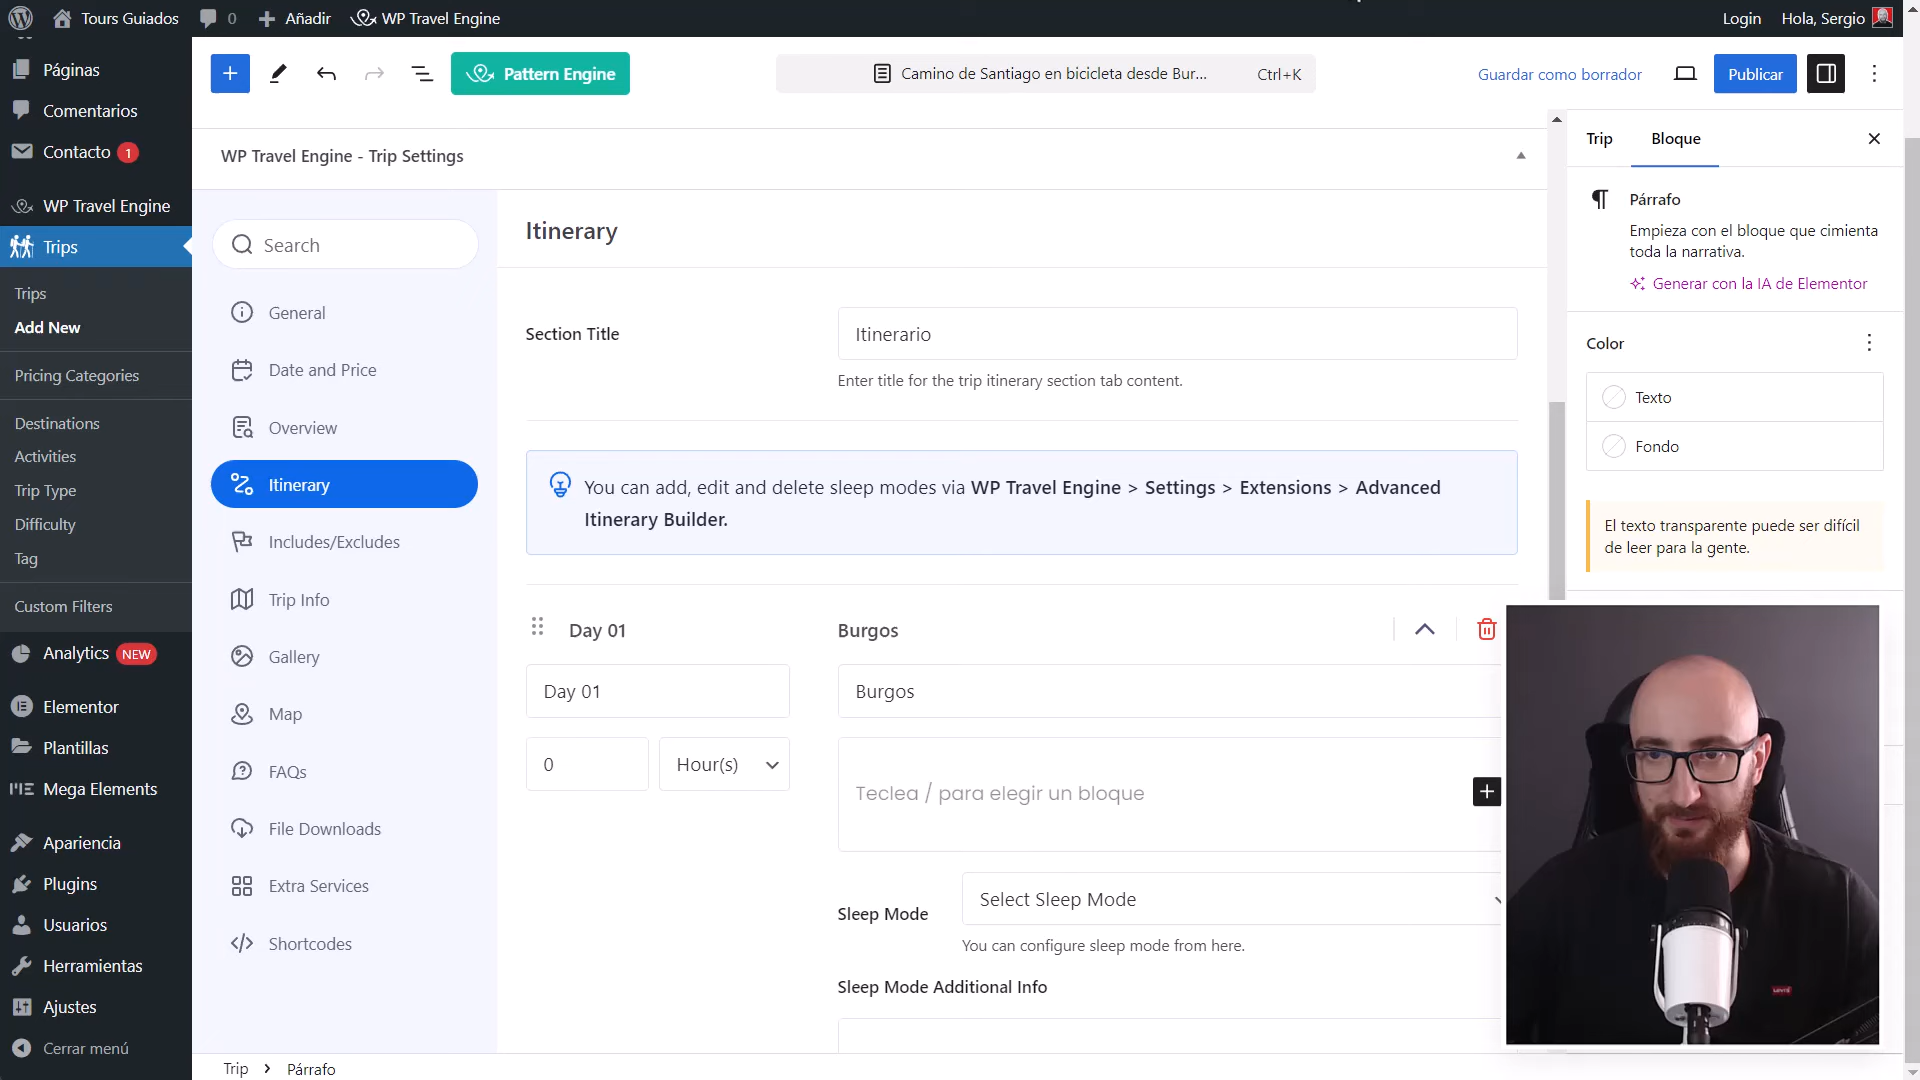 Tours Guiados
0
Añadir
WP Travel Engine
Login
Hola, Sergio
Páginas
Comentarios
Contacto 1
WP Travel Engine
Trips
Trips
Add New
Pricing Categories
Destinations
Activities
Trip Type
Difficulty
Tag
Custom Filters
Analytics NEW
Elementor
Plantillas
Mega Elements
Apariencia
Plugins
Usuarios
Herramientas
Ajustes
Cerrar menú
Pattern Engine
Camino de Santiago en bicicleta desde Bur...
Ctrl+K
Guardar como borrador
Publicar
WP Travel Engine - Trip Settings
Search
General
Date and Price
Overview
Itinerary
Includes/Excludes
Trip Info
Gallery
Map
FAQs
File Downloads
Extra Services
Shortcodes
Itinerary
Section Title
Itinerario
Enter title for the trip itinerary section tab content.
You can add, edit and delete sleep modes via WP Travel Engine > Settings > Extensions > Advanced
Itinerary Builder.
Day 01
Burgos
Day 01
Burgos
0
Hour(s)
Teclea / para elegir un bloque
Sleep Mode
Select Sleep Mode
You can configure sleep mode from here.
Sleep Mode Additional Info
Trip > Párrafo
Trip
Bloque
Párrafo
Empieza con el bloque que cimienta
toda la narrativa.
Generar con la IA de Elementor
Color
Texto
Fondo
El texto transparente puede ser difícil
de leer para la gente.